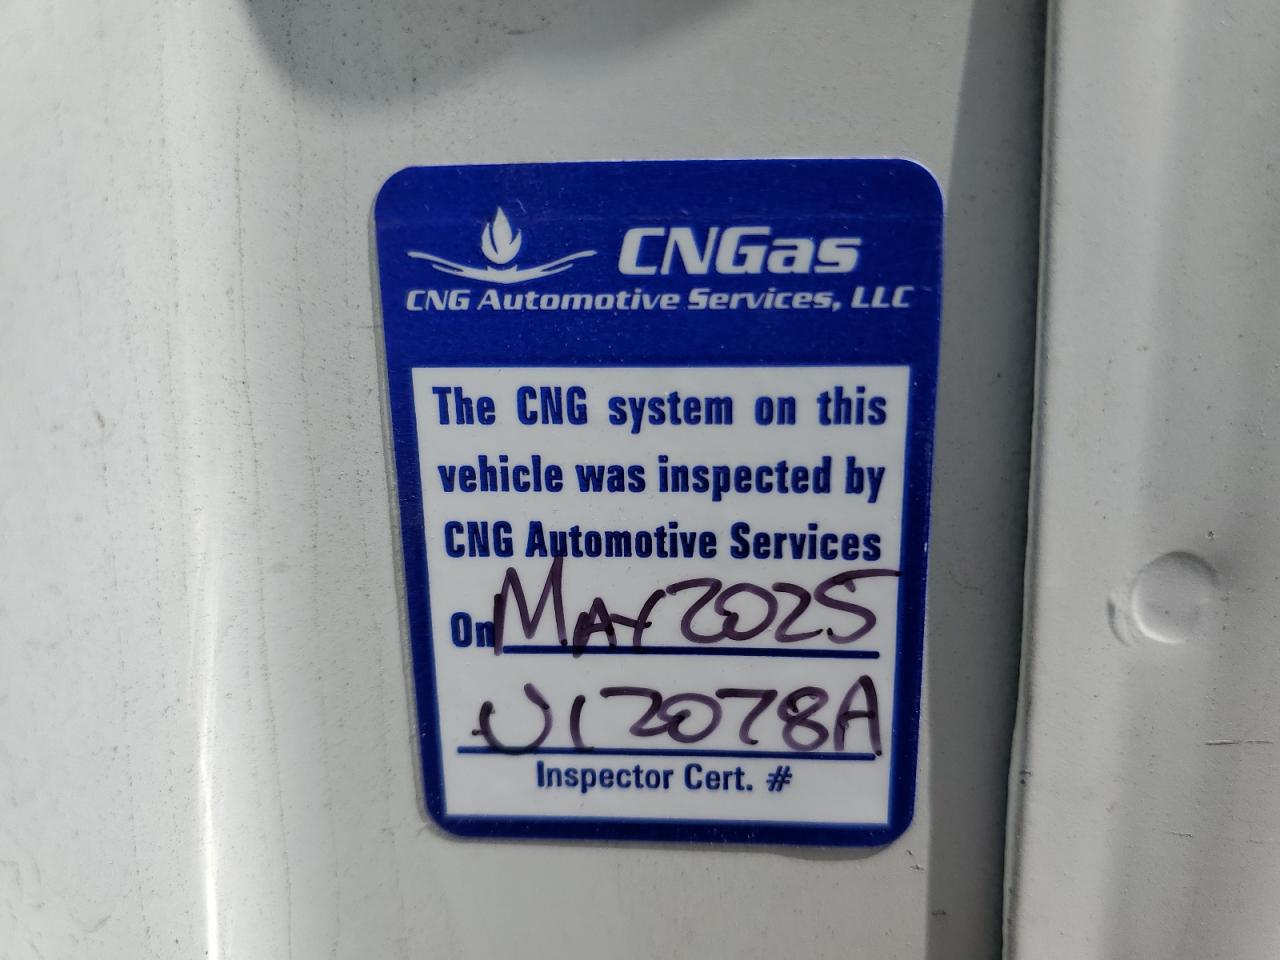 CNGas
CNG Automotive Services, LLC
The CNG system on this
vehicle was inspected by
CNG Automotive Services
On May 2025
U12078A
Inspector Cert. #